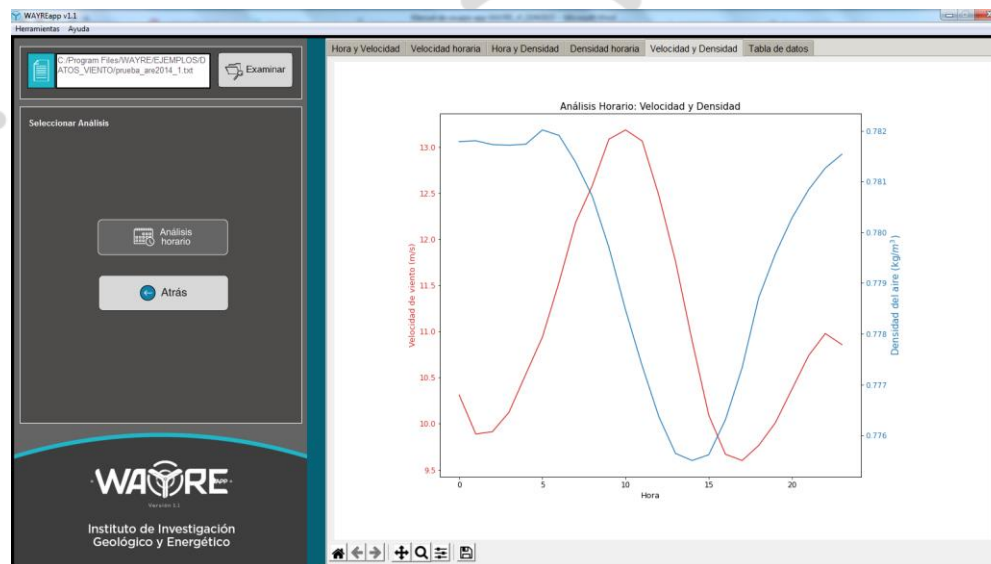 WAYREapp v1.1
Herramientas Ayuda
C:/Program Files/WAYRE/EJEMPLOS/D
ATOS_VIENTO/prueba_are2014_1.txt
Examinar
Seleccionar Análisis
Análisis
horario
Atrás
WAYRE APP
Versión 1.1
Instituto de Investigación
Geológico y Energético
Hora y Velocidad Velocidad horaria Hora y Densidad Densidad horaria Velocidad y Densidad Tabla de datos
Análisis Horario: Velocidad y Densidad
Velocidad de viento (m/s)
13.0
12.5
12.0
11.5
11.0
10.5
10.0
9.5
0 5 10 15 20
Hora
0.782
0.781
0.780
0.779
0.778
0.777
0.776
Densidad del aire (kg/m³)